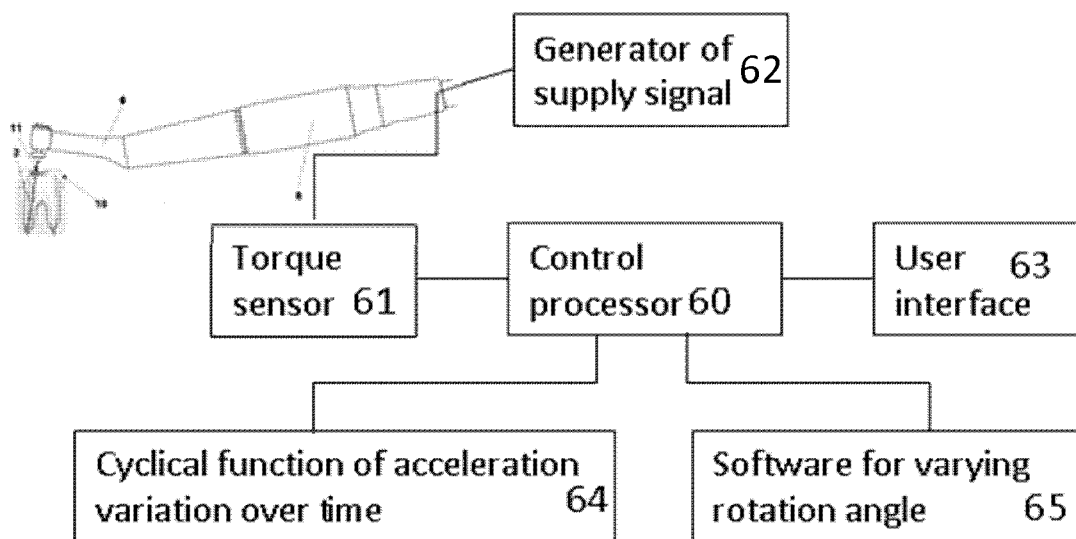 Generator of
supply signal 62
11
Torque
sensor 61
Control
processor 60
User 63
interface
Cyclical function of acceleration
variation over time 64
Software for varying
rotation angle 65